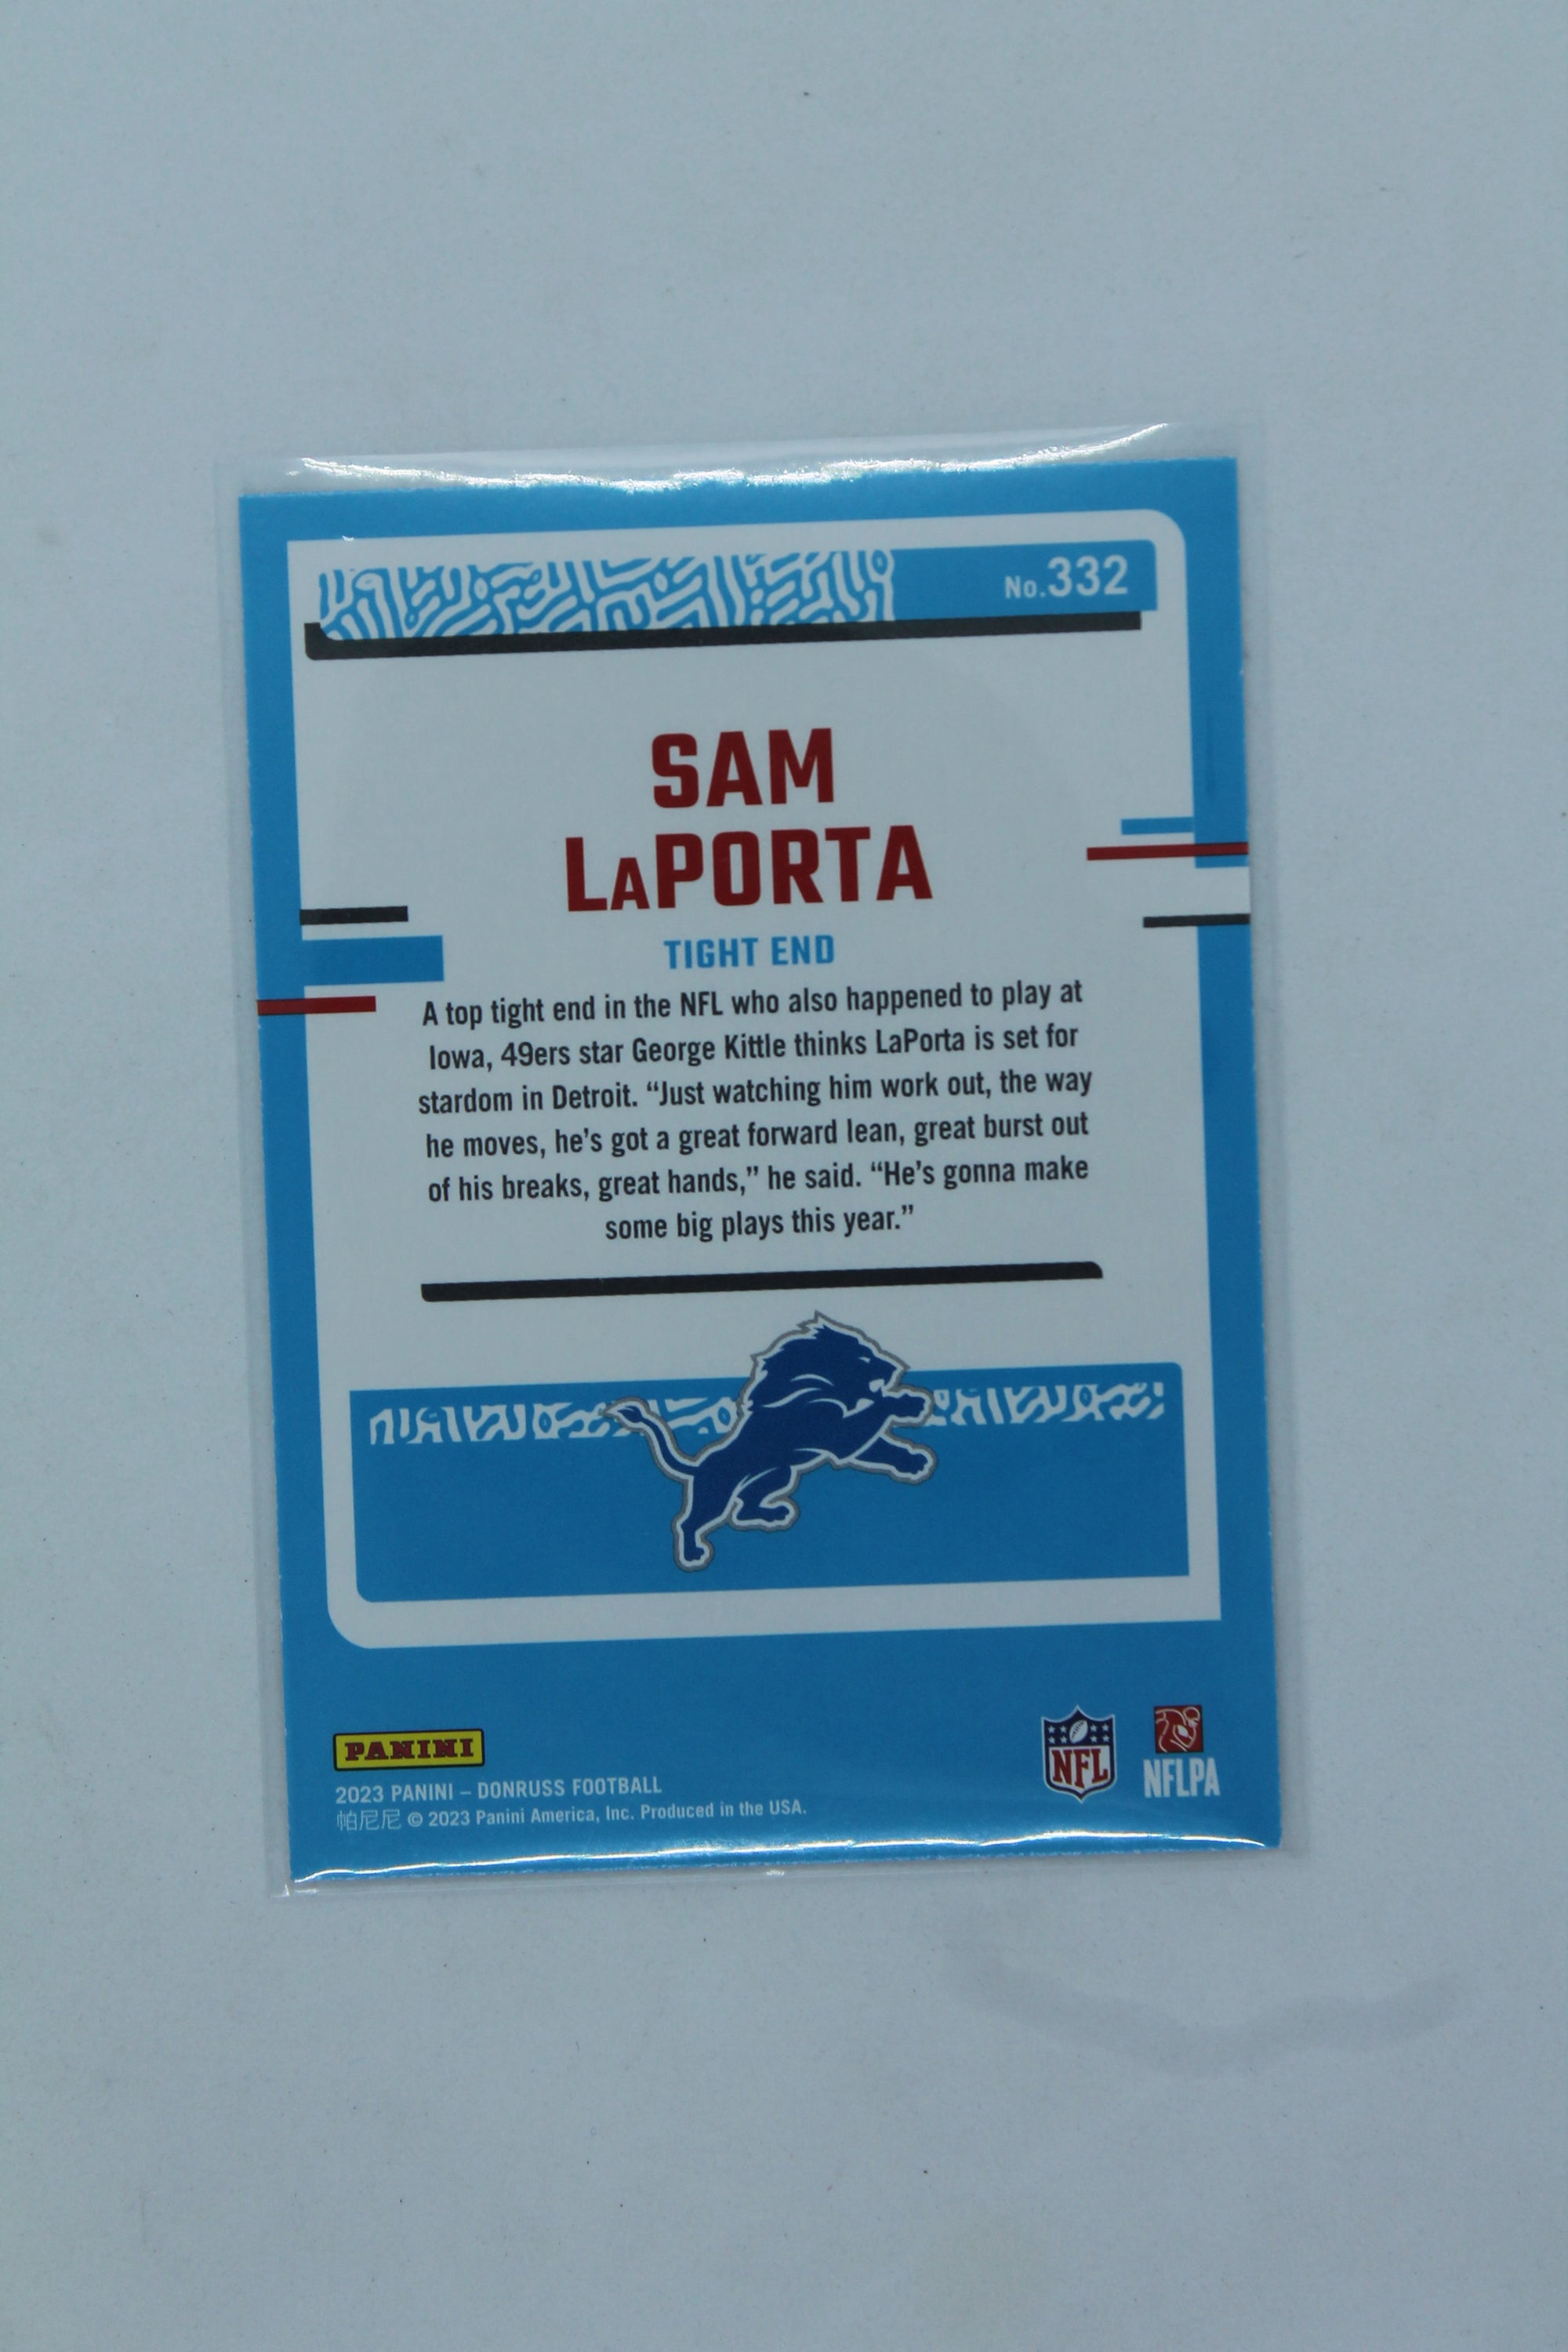 No.332
SAM
LaPORTA
TIGHT END
A top tight end in the NFL who also happened to play at
Iowa, 49ers star George Kittle thinks LaPorta is set for
stardom in Detroit. “Just watching him work out, the way
he moves, he’s got a great forward lean, great burst out
of his breaks, great hands,” he said. “He’s gonna make
some big plays this year.”
PANINI
NFL
NFLPA
2023 PANINI – DONRUSS FOOTBALL
帕尼尼 © 2023 Panini America, Inc. Produced in the USA.